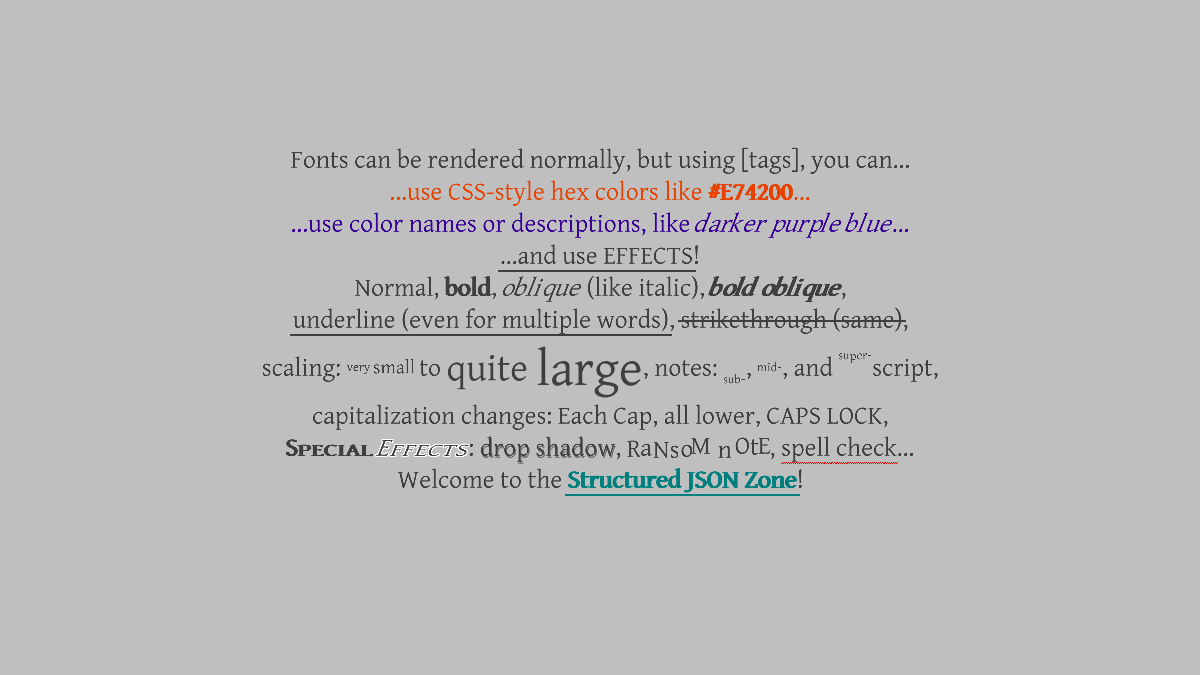 Fonts can be rendered normally, but using [tags], you can...
...use CSS-style hex colors like #E74200...
...use color names or descriptions, like darker purple blue...
...and use EFFECTS!
Normal, bold, oblique (like italic), bold oblique,
underline (even for multiple words), strikethrough (same),
scaling: very small to quite large, notes: sub-, mid-, and super- script,
capitalization changes: Each Cap, all lower, CAPS LOCK,
Special Effects: drop shadow, RaNsoM nOtE, spell check...
Welcome to the Structured JSON Zone!